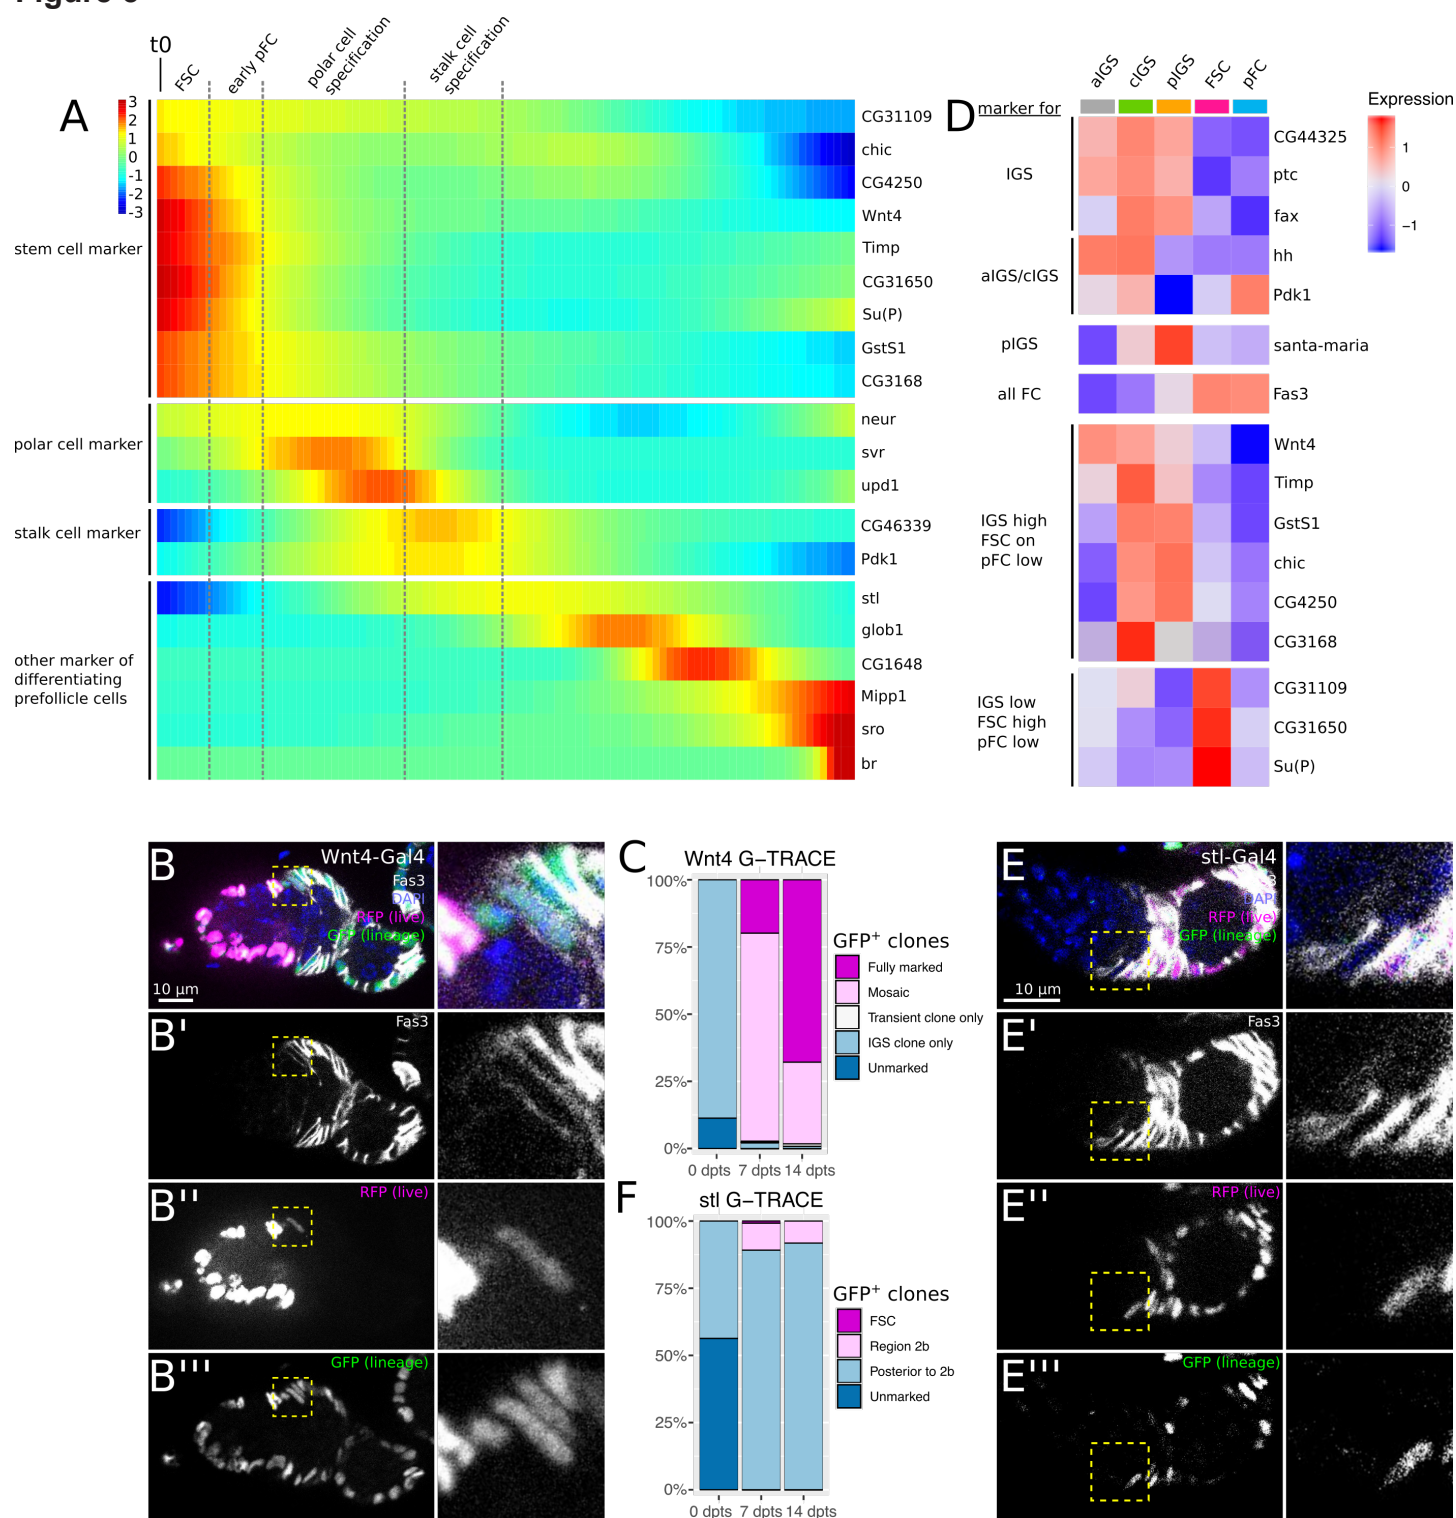 t0
FSC
early pFC
polar cell
specification
stalk cell
specification
A
3
2
1
0
-1
-2
-3
stem cell marker
CG31109
chic
CG4250
Wnt4
Timp
CG31650
Su(P)
GstS1
CG3168
polar cell marker
neur
svr
upd1
stalk cell marker
CG46339
Pdk1
other marker of
differentiating
prefollicle cells
stl
glob1
CG1648
Mipp1
sro
br
D
marker for
aIGS
cIGS
pIGS
FSC
pFC
Expression
1
0
−1
IGS
CG44325
ptc
fax
aIGS/cIGS
hh
Pdk1
pIGS
santa-maria
all FC
Fas3
IGS high
FSC on
pFC low
Wnt4
Timp
GstS1
chic
CG4250
CG3168
IGS low
FSC high
pFC low
CG31109
CG31650
Su(P)
B
Wnt4-Gal4
Fas3
DAPI
RFP (live)
GFP (lineage)
10 µm
B'
Fas3
B''
RFP (live)
B'''
GFP (lineage)
C
Wnt4 G−TRACE
100%
75%
50%
25%
0%
0 dpts
7 dpts
14 dpts
GFP+ clones
Fully marked
Mosaic
Transient clone only
IGS clone only
Unmarked
F
stl G−TRACE
100%
75%
50%
25%
0%
0 dpts
7 dpts
14 dpts
GFP+ clones
FSC
Region 2b
Posterior to 2b
Unmarked
E
stl-Gal4
RFP (live)
GFP (lineage)
10 µm
E'
Fas3
E''
RFP (live)
E'''
GFP (lineage)